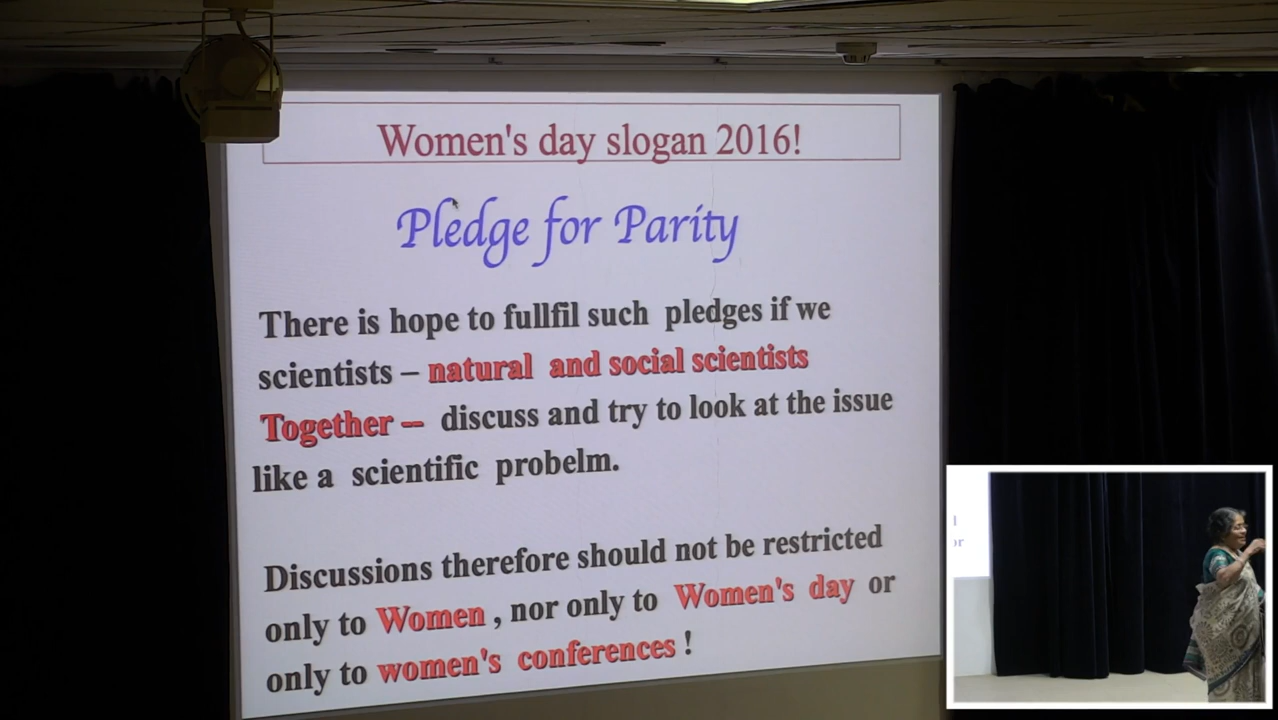 Women's day slogan 2016!
Pledge for Parity
There is hope to fullfil such pledges if we
scientists – natural and social scientists
Together -- discuss and try to look at the issue
like a scientific probelm.
Discussions therefore should not be restricted
only to Women , nor only to Women's day or
only to women's conferences !
or